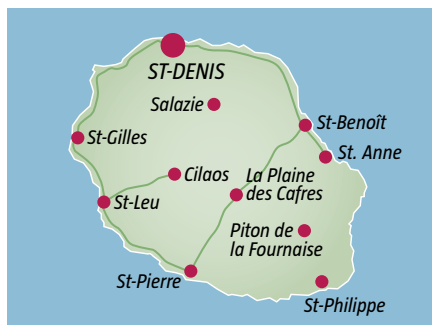 ST-DENIS
Salazie
St-Benoît
St-Gilles
St. Anne
Cilaos
La Plaine
des Cafres
St-Leu
Piton de
la Fournaise
St-Pierre
St-Philippe